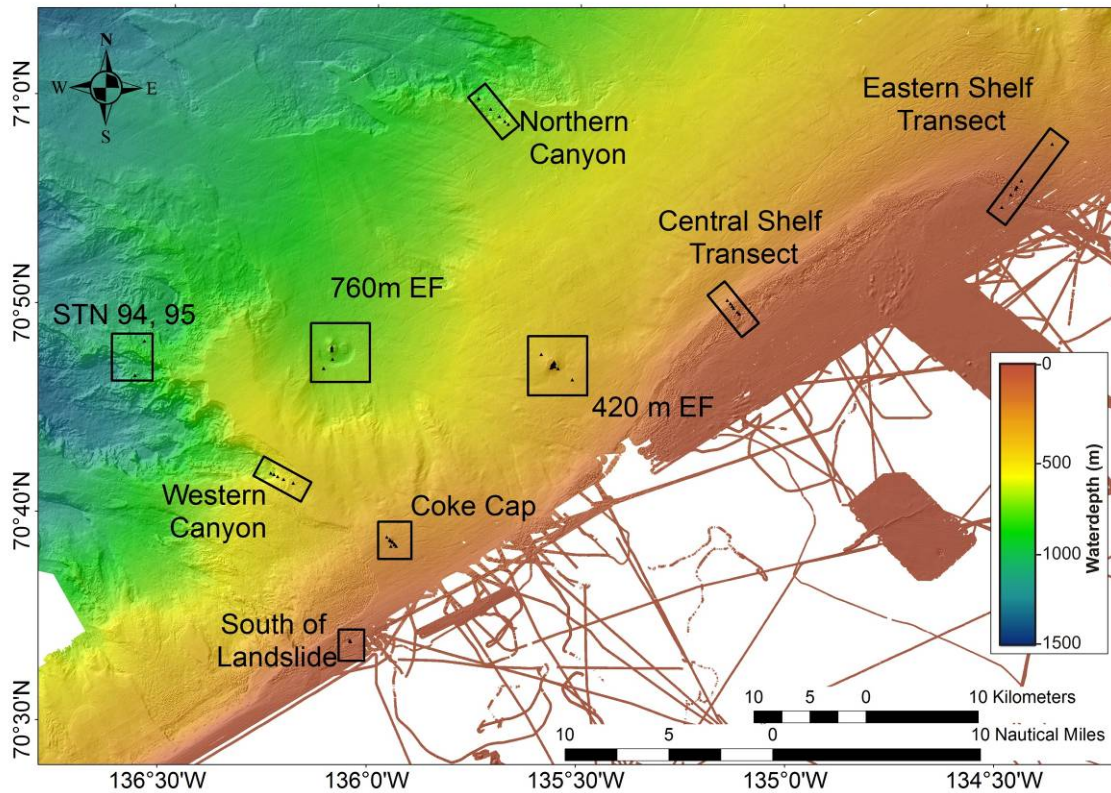 N
W E
S
71°0'N
70°50'N
70°40'N
70°30'N
Northern
Canyon
Eastern Shelf
Transect
Central Shelf
Transect
760m EF
STN 94, 95
420 m EF
Western
Canyon
Coke Cap
South of
Landslide
0
-500
-1000
-1500
Waterdepth (m)
10 5 0 10 Kilometers
10 5 0 10 Nautical Miles
136°30'W 136°0'W 135°30'W 135°0'W 134°30'W